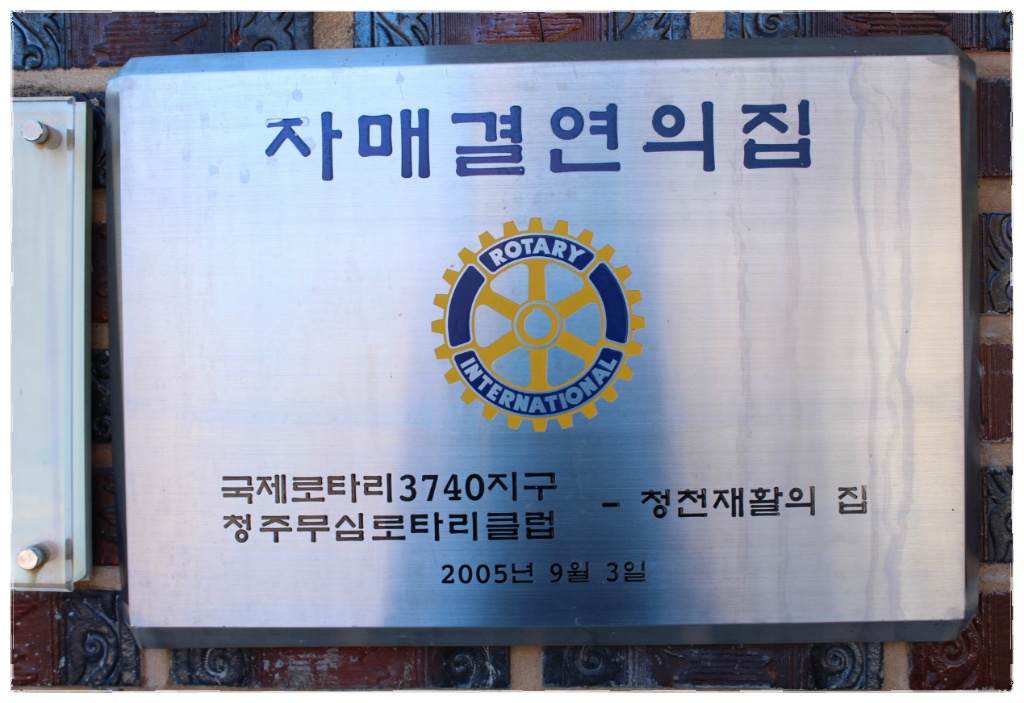 자매결연의집
ROTARY
INTERNATIONAL
국제로타리3740지구
청주무심로타리클럽
- 청천재활의 집
2005년 9월 3일